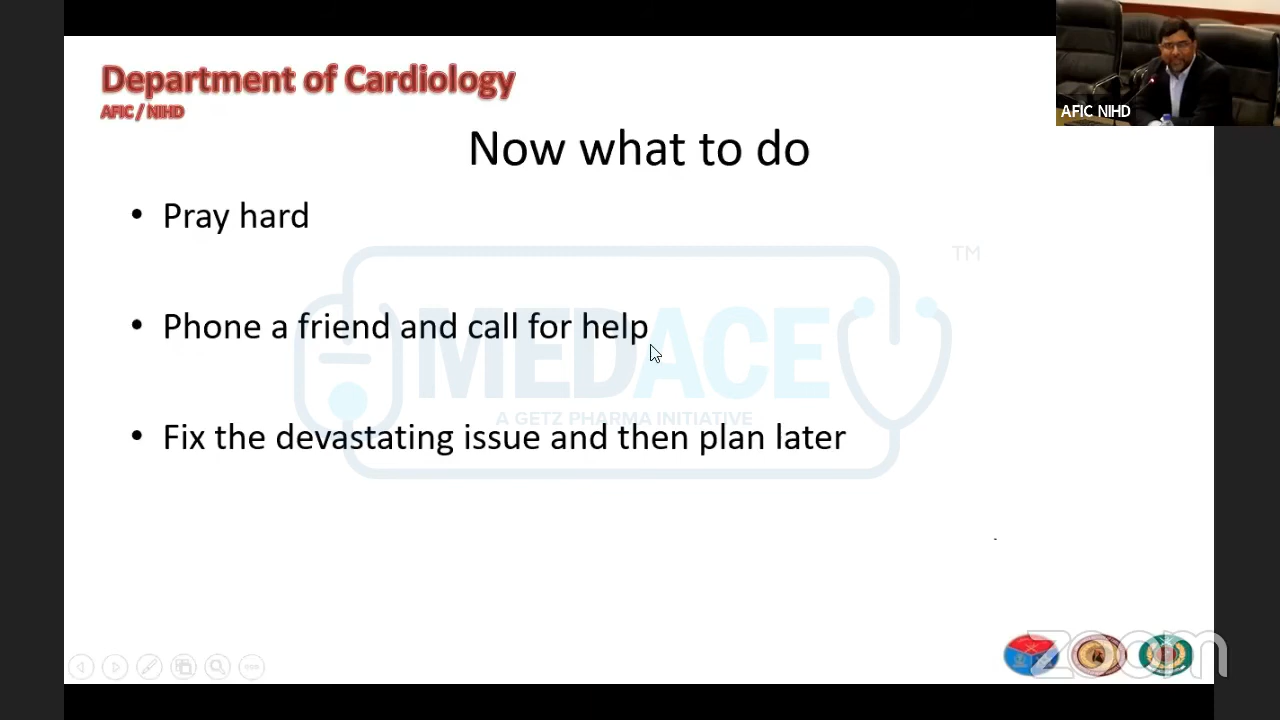 Department of Cardiology
AFIC / NIHD
AFIC NIHD
Now what to do
• Pray hard
TM
• Phone a friend and call for help
MEDACE
A GETZ PHARMA INITIATIVE
• Fix the devastating issue and then plan later
zoom